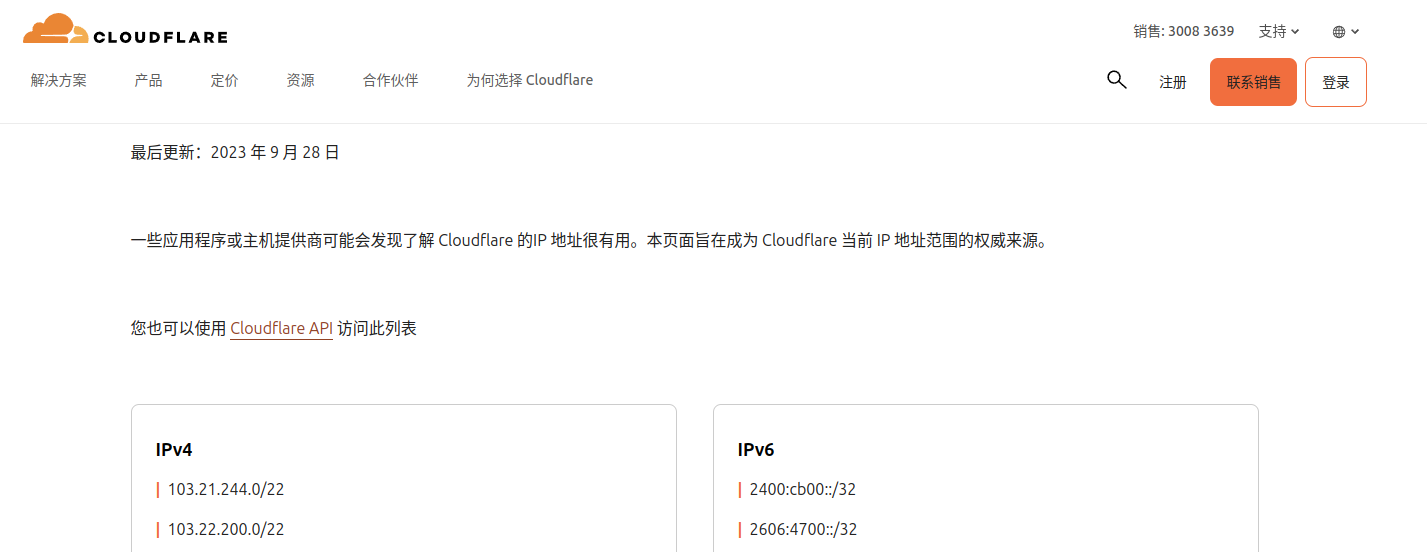 CLOUDFLARE
销售: 3008 3639
支持
解决方案
产品
定价
资源
合作伙伴
为何选择 Cloudflare
注册
联系销售
登录
最后更新：2023 年 9 月 28 日
一些应用程序或主机提供商可能会发现了解 Cloudflare 的IP 地址很有用。本页面旨在成为 Cloudflare 当前 IP 地址范围的权威来源。
您也可以使用 Cloudflare API 访问此列表
IPv4
103.21.244.0/22
103.22.200.0/22
IPv6
2400:cb00::/32
2606:4700::/32